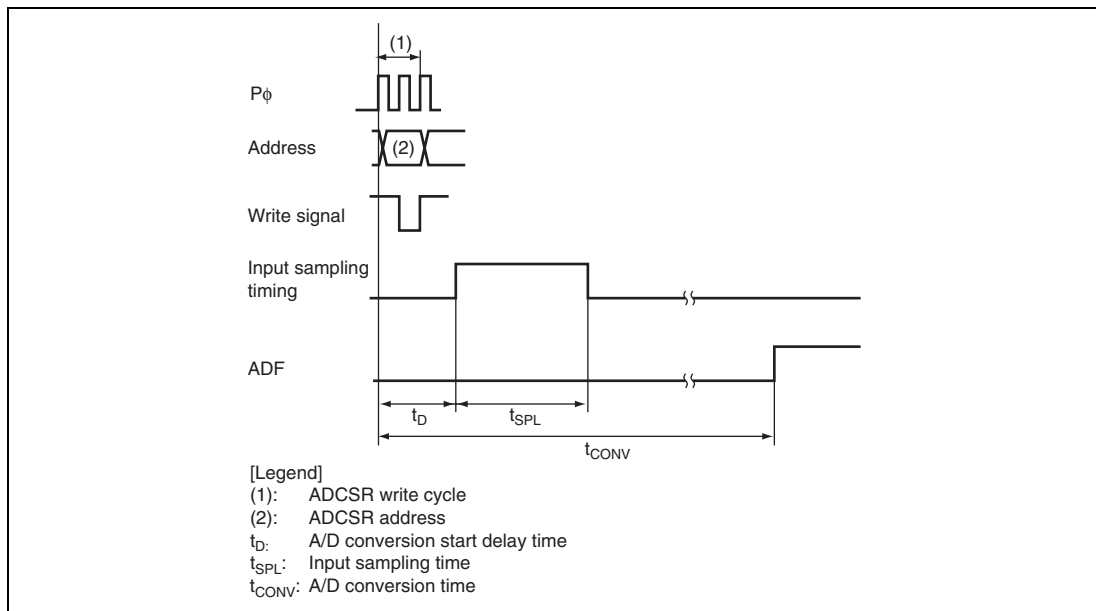 (1)
Pϕ
Address
(2)
Write signal
Input sampling
timing
ADF
tD
tSPL
tCONV
[Legend]
(1): ADCSR write cycle
(2): ADCSR address
tD: A/D conversion start delay time
tSPL: Input sampling time
tCONV: A/D conversion time